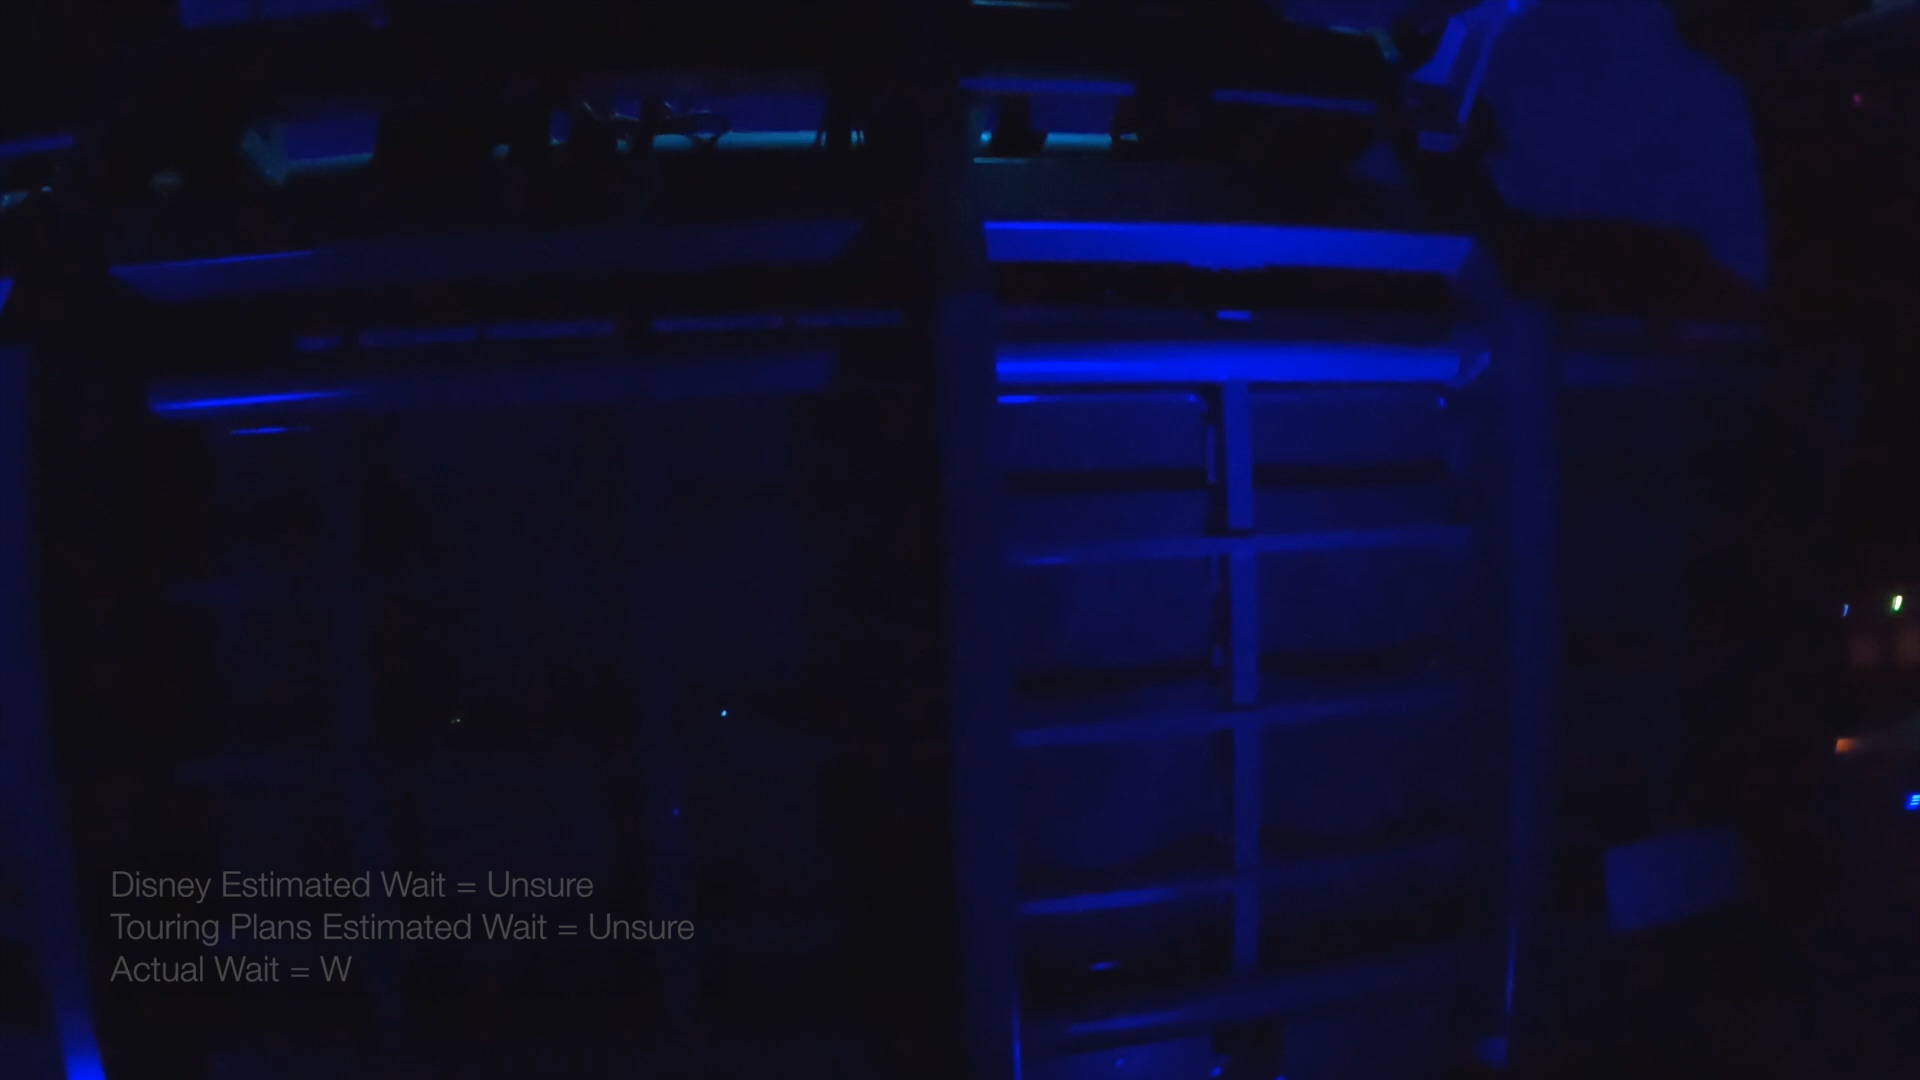 Disney Estimated Wait = Unsure
Touring Plans Estimated Wait = Unsure
Actual Wait = W